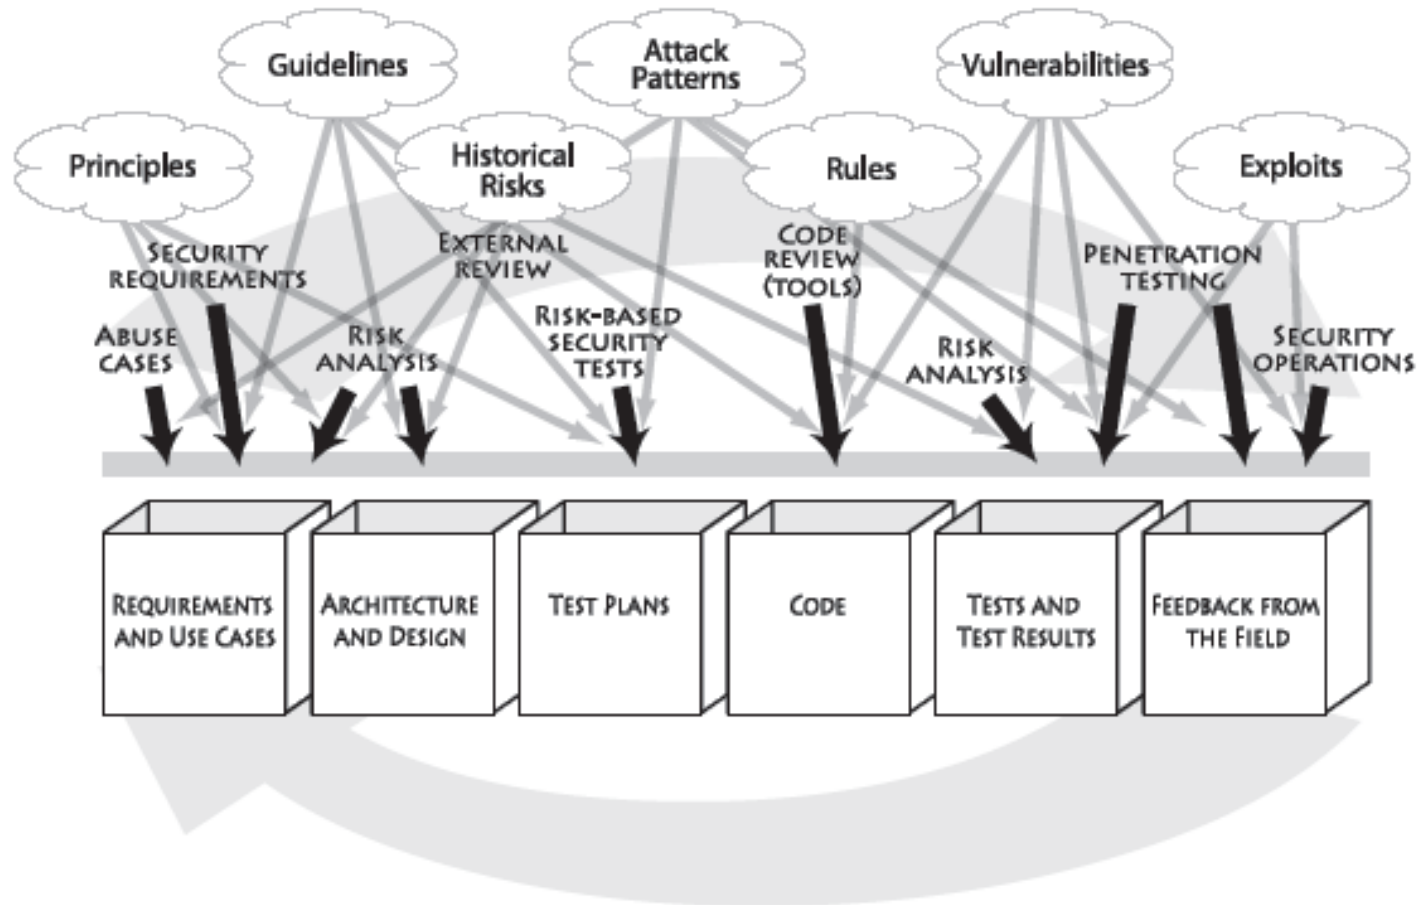 Guidelines
Attack
Patterns
Vulnerabilities
Principles
Historical
Risks
Rules
Exploits
SECURITY
REQUIREMENTS
EXTERNAL
REVIEW
CODE
REVIEW
(TOOLS)
PENETRATION
TESTING
ABUSE
CASES
RISK
ANALYSIS
RISK-BASED
SECURITY
TESTS
RISK
ANALYSIS
SECURITY
OPERATIONS
REQUIREMENTS
AND USE CASES
ARCHITECTURE
AND DESIGN
TEST PLANS
CODE
TESTS AND
TEST RESULTS
FEEDBACK FROM
THE FIELD